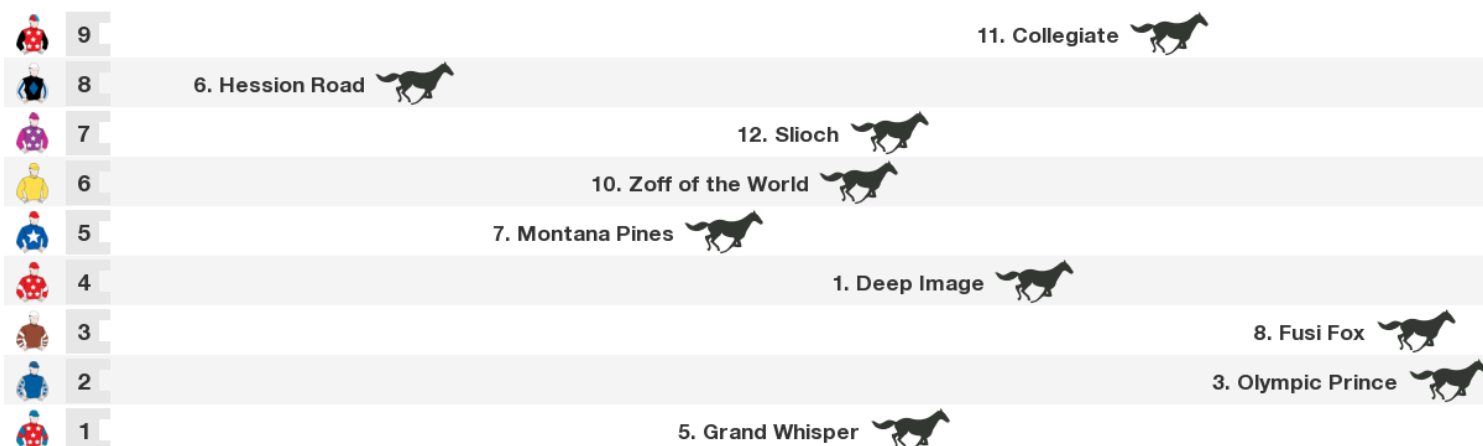 9 11. Collegiate
8 6. Hession Road
7 12. Slioch
6 10. Zoff of the World
5 7. Montana Pines
4 1. Deep Image
3 8. Fusi Fox
2 3. Olympic Prince
1 5. Grand Whisper